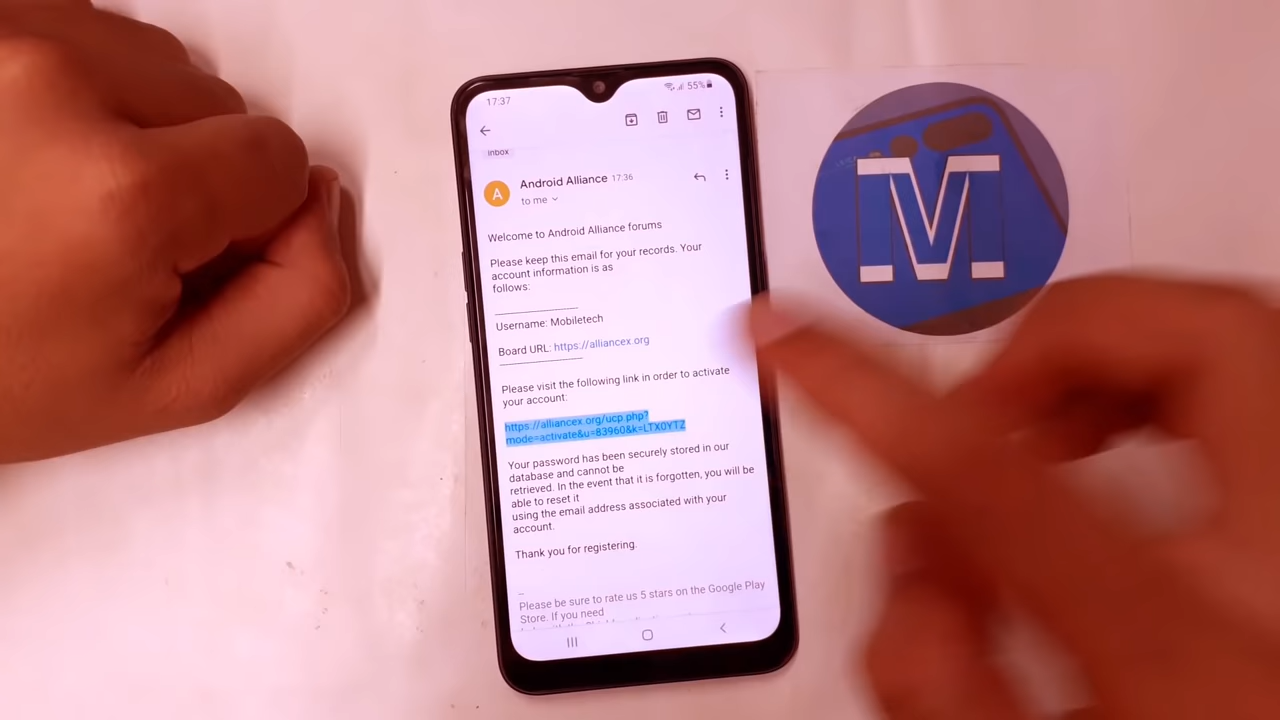 17:37
55%
inbox
Android Alliance 17:36
A
to me
Welcome to Android Alliance forums
Please keep this email for your records. Your
account information is as
follows:
Username: Mobiletech
Board URL: https://alliancex.org
Please visit the following link in order to activate
your account:
https://alliancex.org/ucp.php?
mode=activate&u=83960&k=LTX0YTZ
Your password has been securely stored in our
database and cannot be
retrieved. In the event that it is forgotten, you will be
able to reset it
using the email address associated with your
account.
Thank you for registering.
--
Please be sure to rate us 5 stars on the Google Play
Store. If you need
M